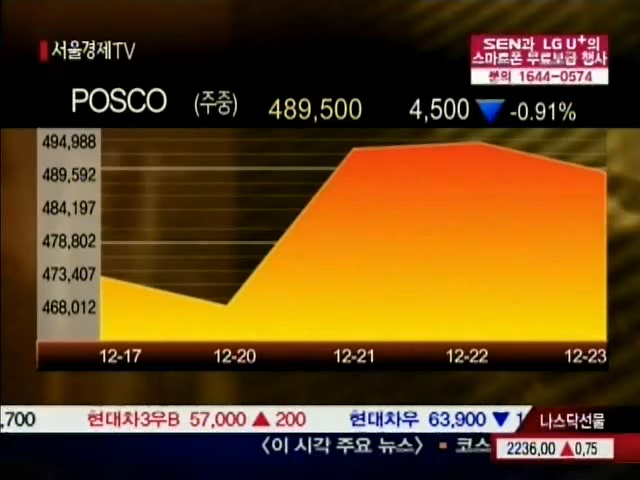 서울경제TV
SEN과 LG U+의
스마트폰 무료보급 행사
문의 1644-0574
POSCO (주중) 489,500 4,500 ▼ -0.91%
494,988
489,592
484,197
478,802
473,407
468,012
12-17 12-20 12-21 12-22 12-23
,700 현대차3우B 57,000 ▲ 200 현대차우 63,900 ▼ 1
나스닥선물
<이 시각 주요 뉴스> ▪ 코스
2236,00 ▲0,75